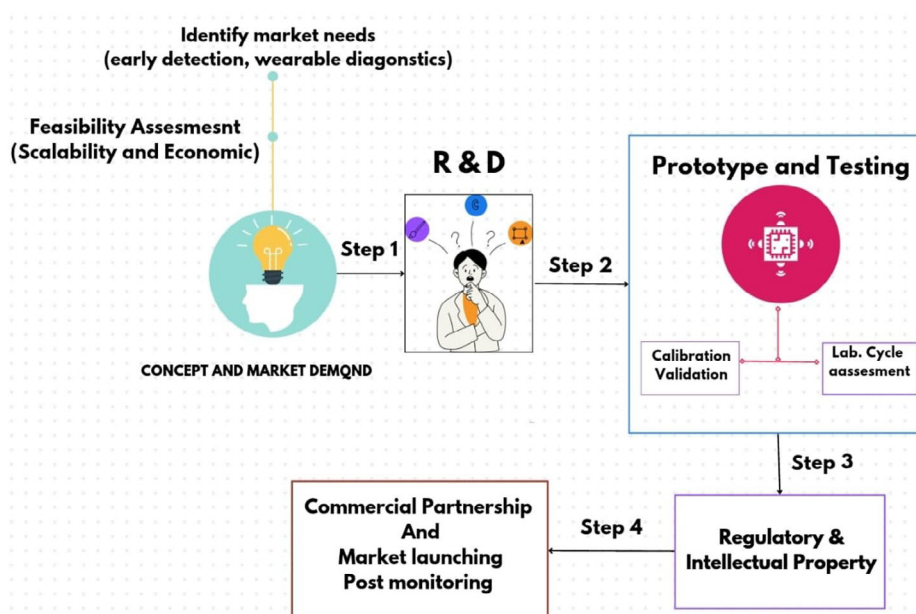 Identify market needs
(early detection, wearable diagonstics)
Feasibility Assesmesnt
(Scalability and Economic)
CONCEPT AND MARKET DEMQND
Step 1
R & D
C
? ?
Step 2
Prototype and Testing
Calibration
Validation
Lab. Cycle
aassesment
Step 3
Regulatory &
Intellectual Property
Step 4
Commercial Partnership
And
Market launching
Post monitoring